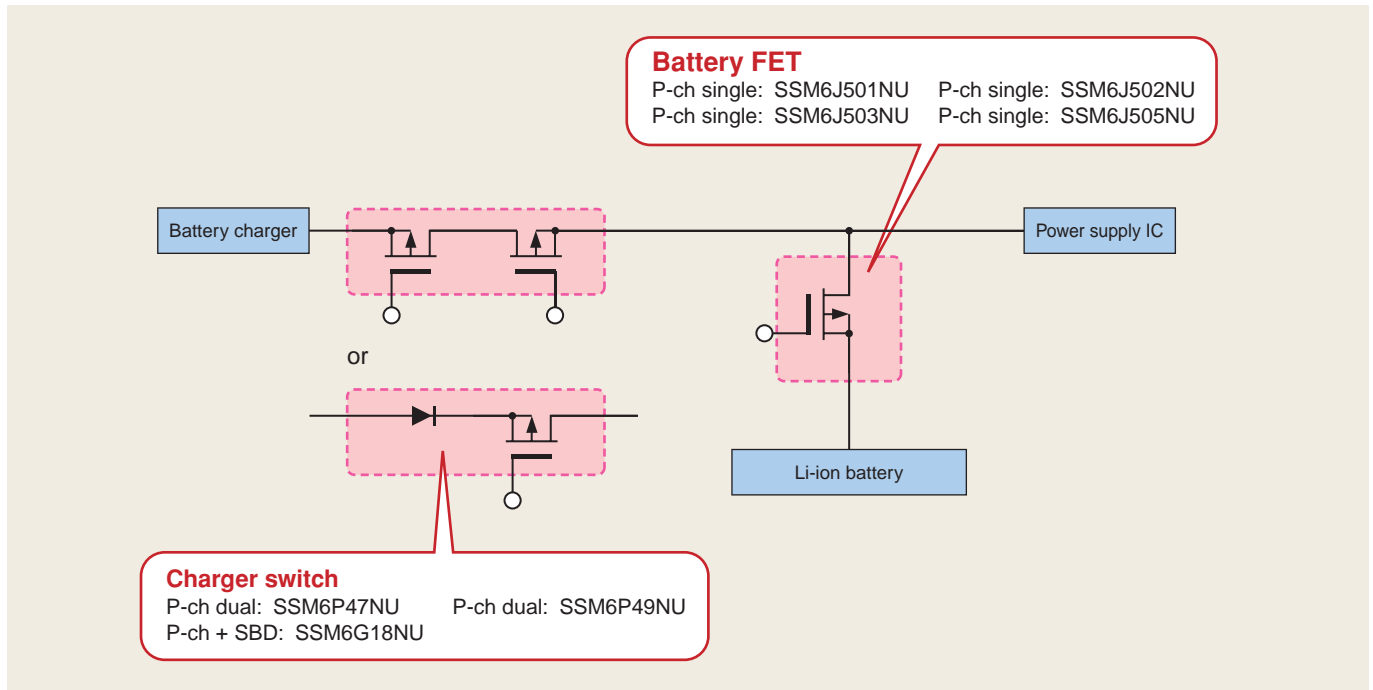 Battery FET
P-ch single: SSM6J501NU P-ch single: SSM6J502NU
P-ch single: SSM6J503NU P-ch single: SSM6J505NU
Battery charger
Power supply IC
or
Li-ion battery
Charger switch
P-ch dual: SSM6P47NU P-ch dual: SSM6P49NU
P-ch + SBD: SSM6G18NU